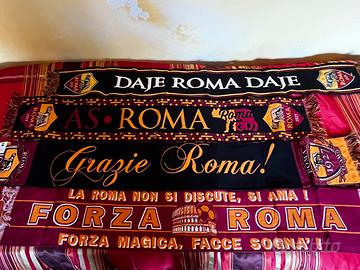 DAJE ROMA DAJE
AS • ROMA
Grazie Roma!
LA ROMA NON SI DISCUTE, SI AMA!
FORZA ROMA
FORZA MAGICA, FACCE SOGNA'